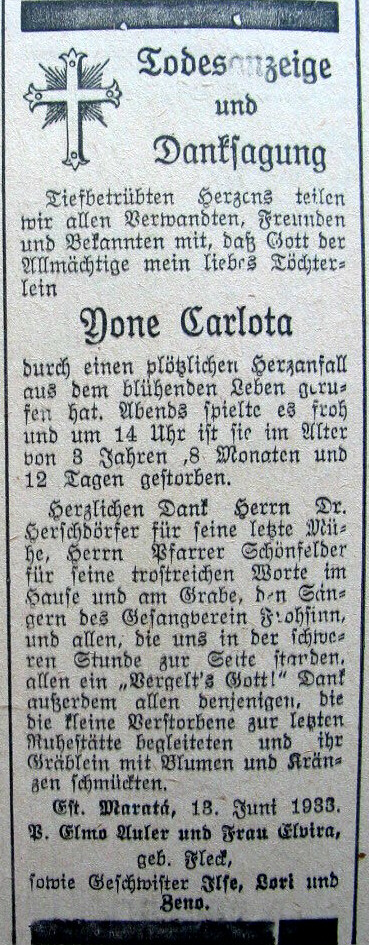 Todesanzeige
und
Danksagung
Tiefbetrübten Herzens teilen
wir allen Verwandten, Freunden
und Bekannten mit, daß Gott der
Allmächtige mein liebes Töchter-
lein
Yone Carlota
durch einen plötzlichen Herzanfall
aus dem blühenden Leben geru-
fen hat. Abends spielte es froh
und um 14 Uhr ist sie im Alter
von 3 Jahren ,8 Monaten und
12 Tagen gestorben.
Herzlichen Dank Herrn Dr.
Herschdörfer für seine letzte Mü-
he, Herrn Pfarrer Schönfelder
für seine trostreichen Worte im
Hause und am Grabe, den Sän-
gern des Gesangverein Frohsinn,
und allen, die uns in der schwe-
ren Stunde zur Seite standen,
allen ein „Vergelt's Gott!" Dank
außerdem allen denjenigen, die
die kleine Verstorbene zur letzten
Ruhestätte begleiteten und ihr
Gräblein mit Blumen und Krän-
zen schmückten.
Est. Maratá, 13. Juni 1933.
P. Elmo Auler und Frau Elvira,
geb. Fleck,
sowie Geschwister Ilse, Lori und
Zeno.